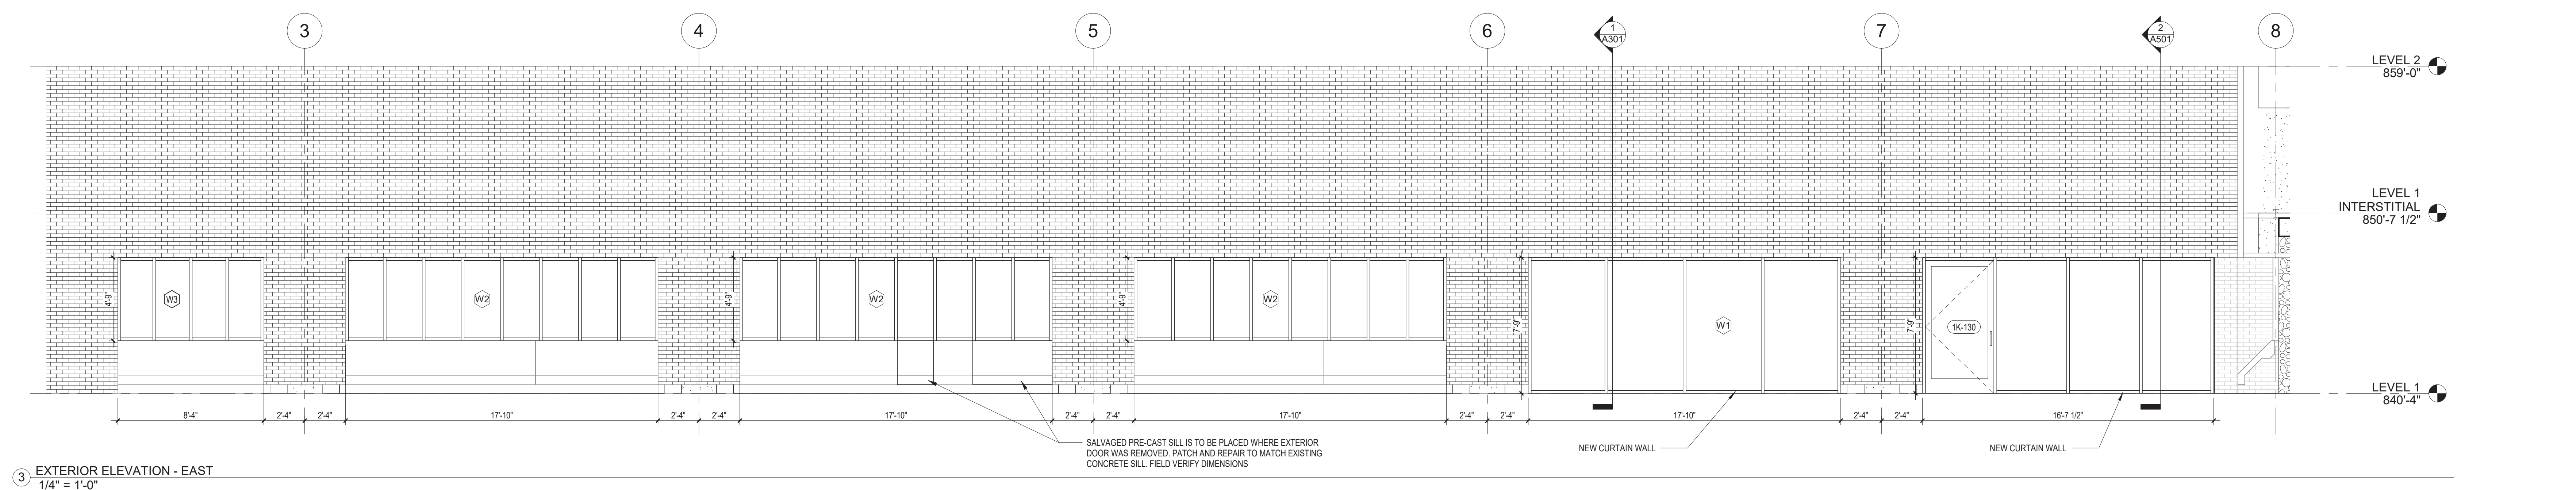 3
4
5
6
1
A301
7
2
A501
8
LEVEL 2
859'-0"
LEVEL 1
INTERSTITIAL
850'-7 1/2"
4'-9"
W3
W2
4'-9"
W2
4'-9"
W2
7'-9"
W1
7'-9"
1K-130
LEVEL 1
840'-4"
8'-4"
2'-4"
2'-4"
17'-10"
2'-4"
2'-4"
17'-10"
2'-4"
2'-4"
17'-10"
2'-4"
2'-4"
17'-10"
2'-4"
2'-4"
16'-7 1/2"
SALVAGED PRE-CAST SILL IS TO BE PLACED WHERE EXTERIOR
DOOR WAS REMOVED. PATCH AND REPAIR TO MATCH EXISTING
CONCRETE SILL. FIELD VERIFY DIMENSIONS
NEW CURTAIN WALL
NEW CURTAIN WALL
3
EXTERIOR ELEVATION - EAST
1/4" = 1'-0"